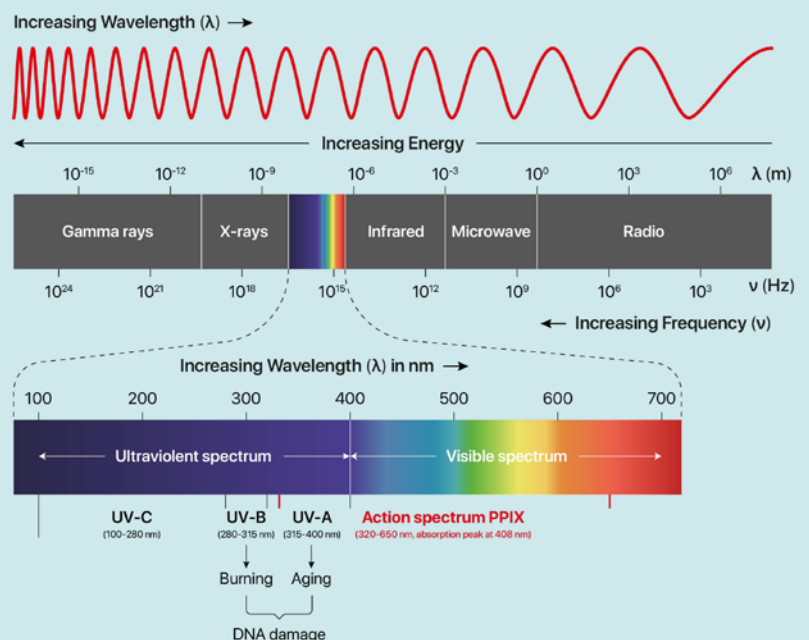 Increasing Wavelength (λ) →
← Increasing Energy
10⁻¹⁵ 10⁻¹² 10⁻⁹ 10⁻⁶ 10⁻³ 10⁰ 10³ 10⁶ λ (m)
Gamma rays X-rays Infrared Microwave Radio
10²⁴ 10²¹ 10¹⁸ 10¹⁵ 10¹² 10⁹ 10⁶ 10³ ν (Hz)
← Increasing Frequency (ν)
Increasing Wavelength (λ) in nm →
100 200 300 400 500 600 700
Ultraviolent spectrum Visible spectrum
UV-C UV-B UV-A Action spectrum PPIX
(100-280 nm) (280-315 nm) (315-400 nm) (320-650 nm, absorption peak at 408 nm)
Burning Aging
DNA damage